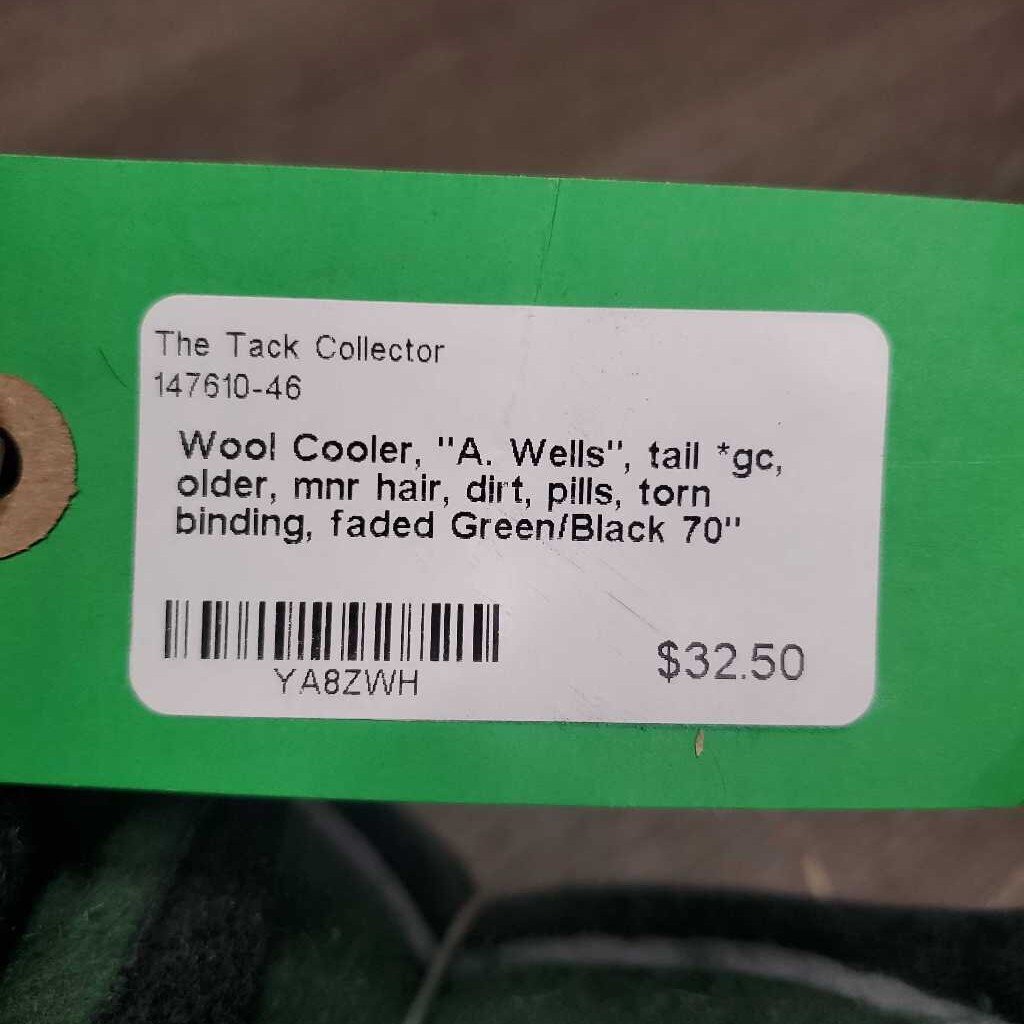 The Tack Collector
147610-46
Wool Cooler, "A. Wells", tail *gc,
older, mnr hair, dirt, pills, torn
binding, faded Green/Black 70"
YA8ZWH
$32.50